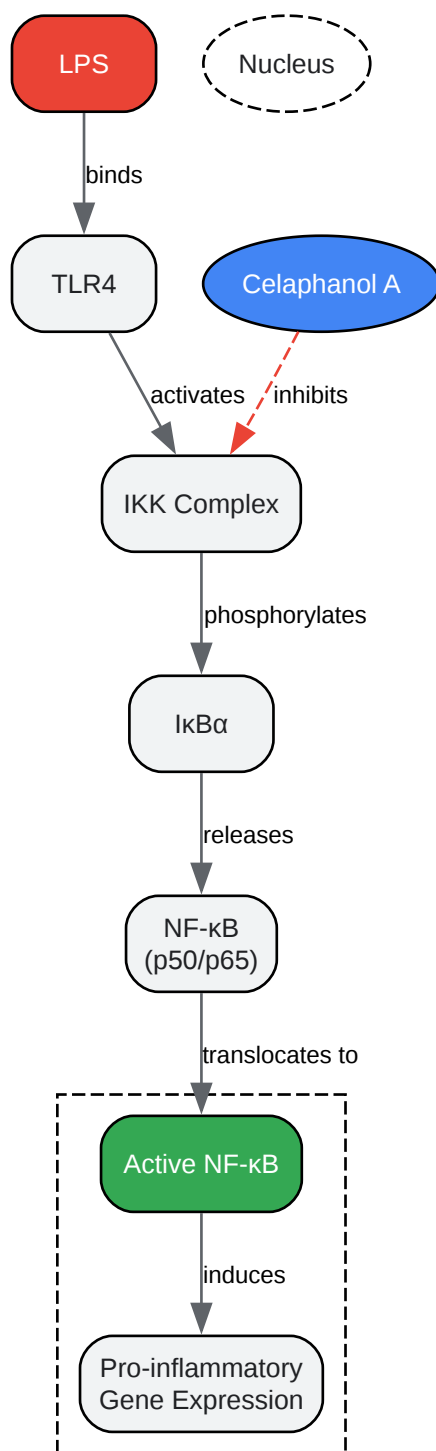 LPS
Nucleus
binds
TLR4
Celaphanol A
activates
inhibits
IKK Complex
phosphorylates
IκBα
releases
NF-κB
(p50/p65)
translocates to
Active NF-κB
induces
Pro-inflammatory
Gene Expression